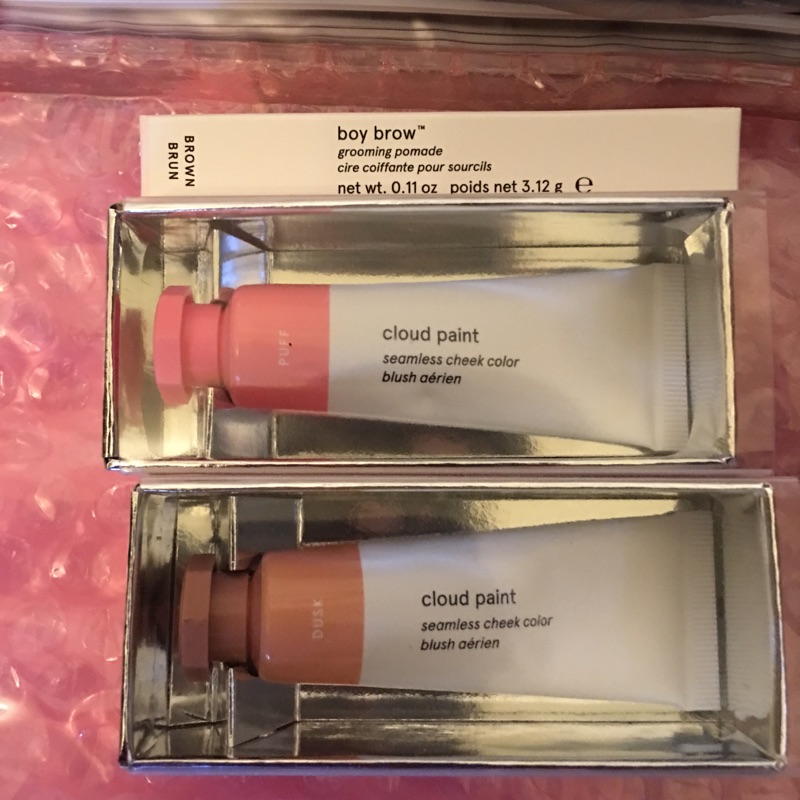 BROWN
BRUN
boy brow™
grooming pomade
cire coiffante pour sourcils
net wt. 0.11 oz poids net 3.12 g ℮
PUFF
cloud paint
seamless cheek color
blush aérien
DUSK
cloud paint
seamless cheek color
blush aérien